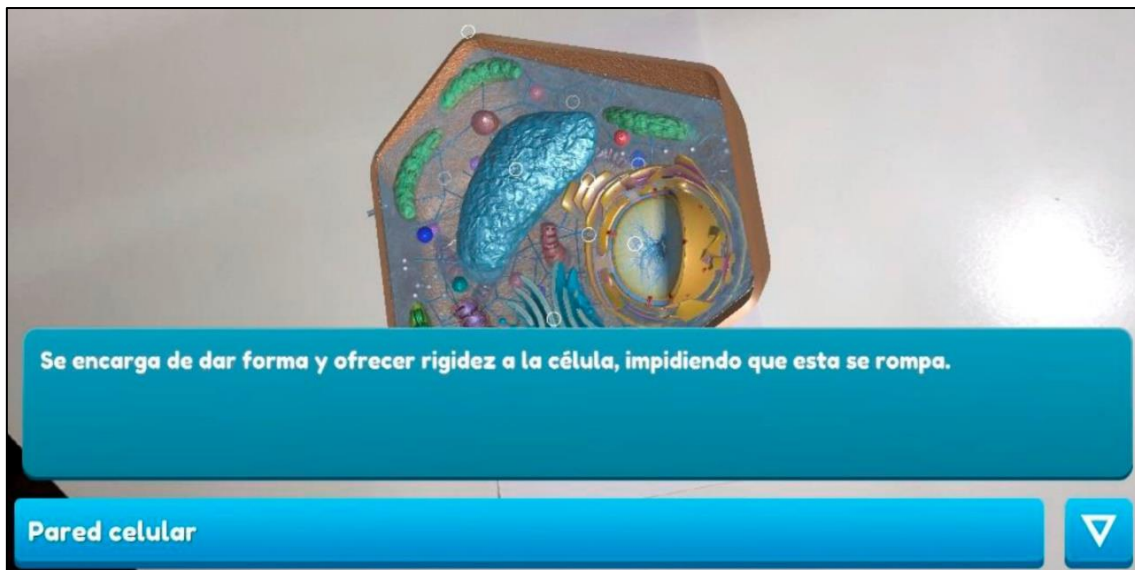 Se encarga de dar forma y ofrecer rigidez a la célula, impidiendo que esta se rompa.
Pared celular